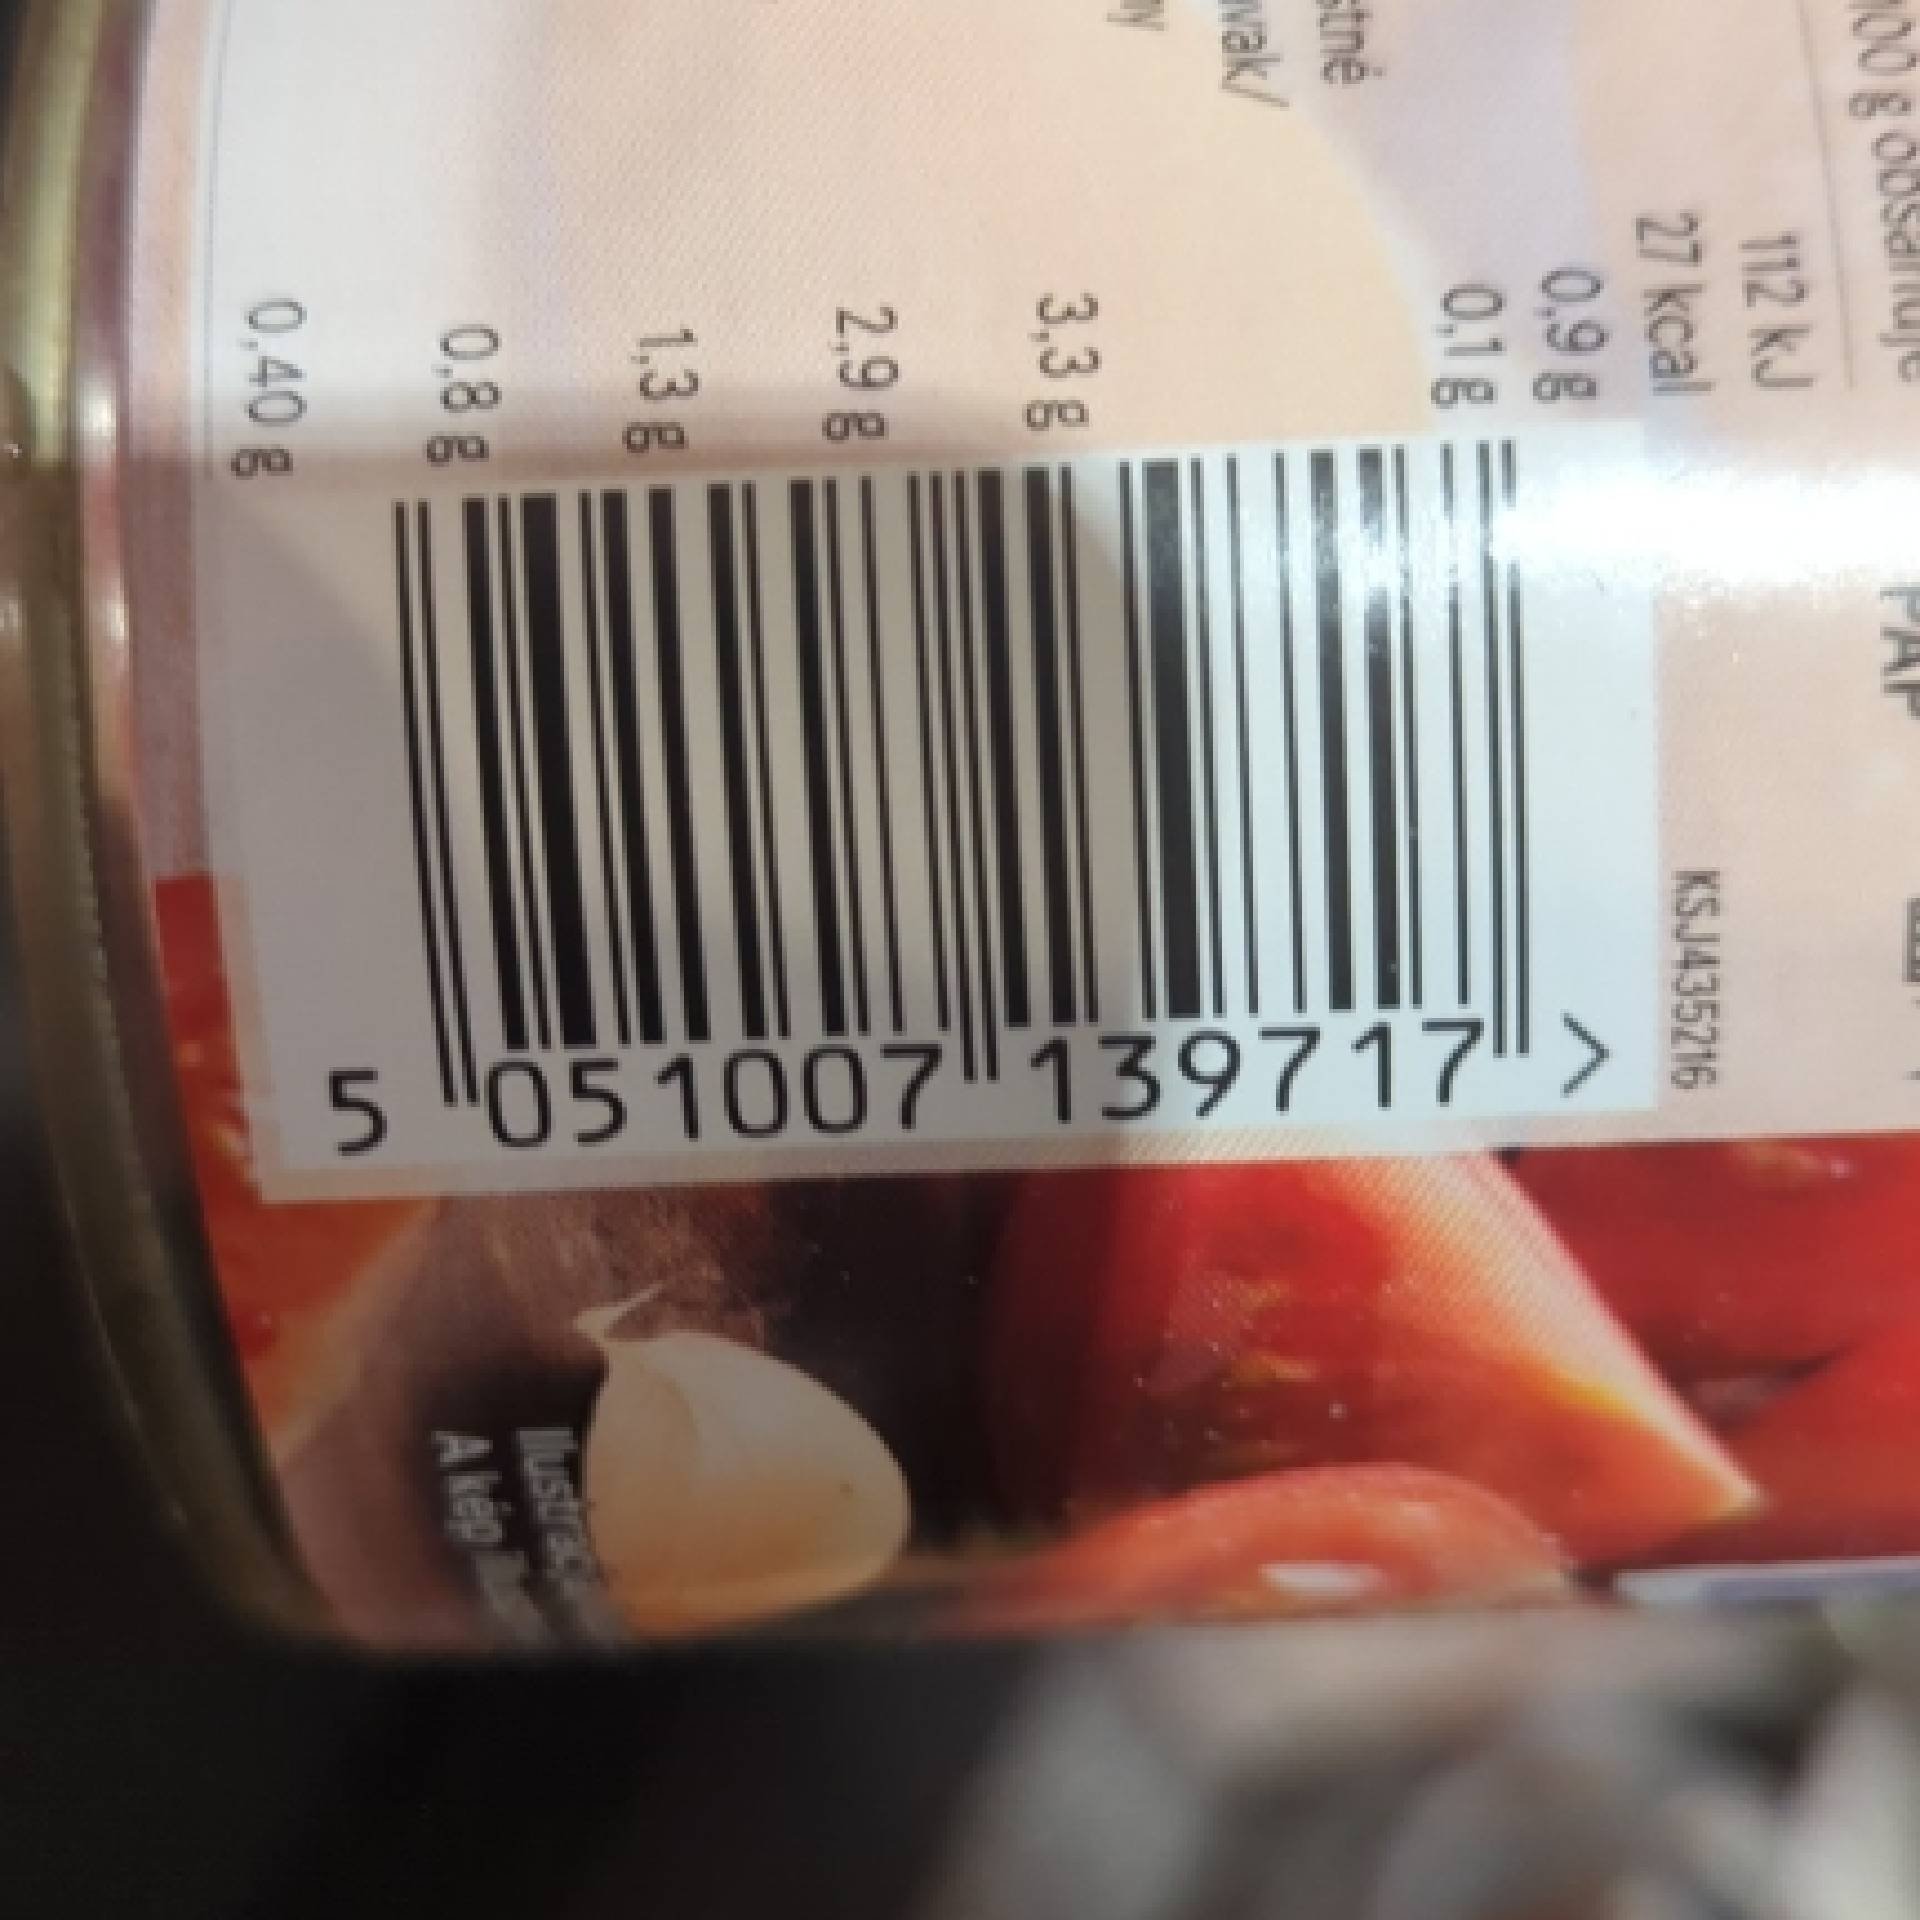 100 g obsahuje
112 kJ
27 kcal
0,9 g
0,1 g
3,3 g
2,9 g
1,3 g
0,8 g
0,40 g
5 051007 139717 >
KSJ435216
PAP
A kép